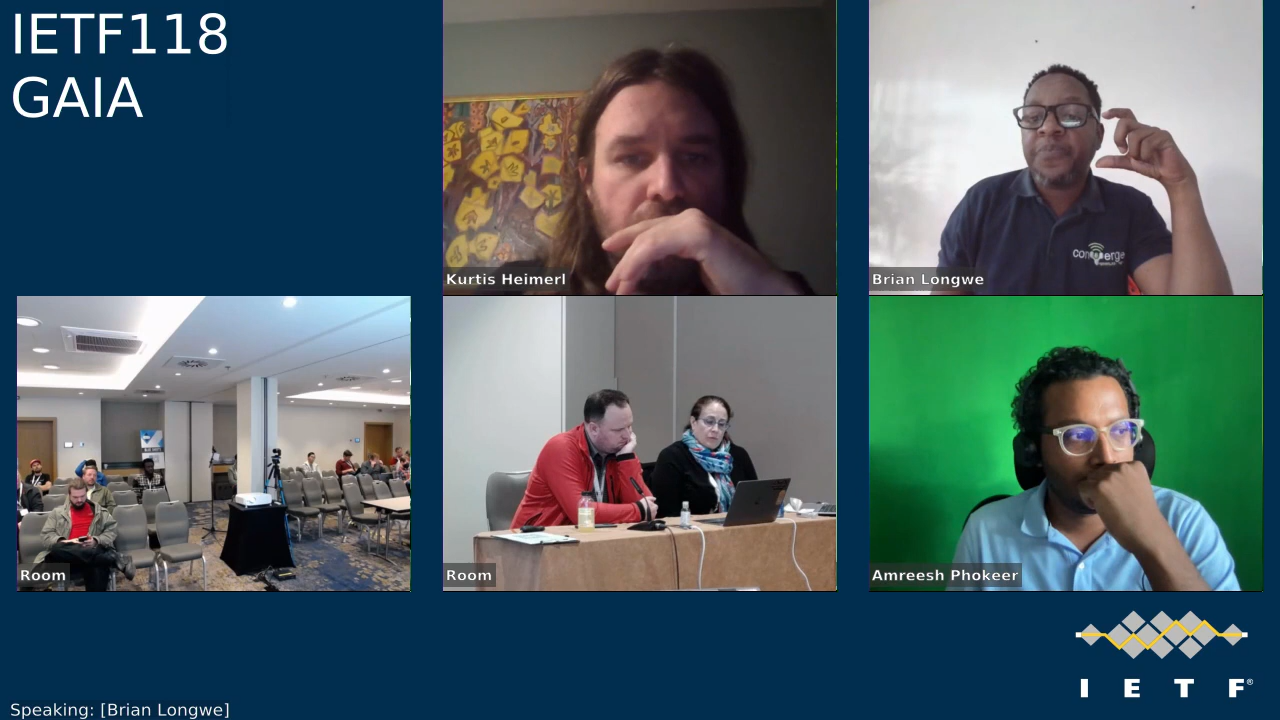 IETF118
GAIA
Kurtis Heimerl
Brian Longwe
Room
Room
Amreesh Phokeer
I E T F®
Speaking: [Brian Longwe]